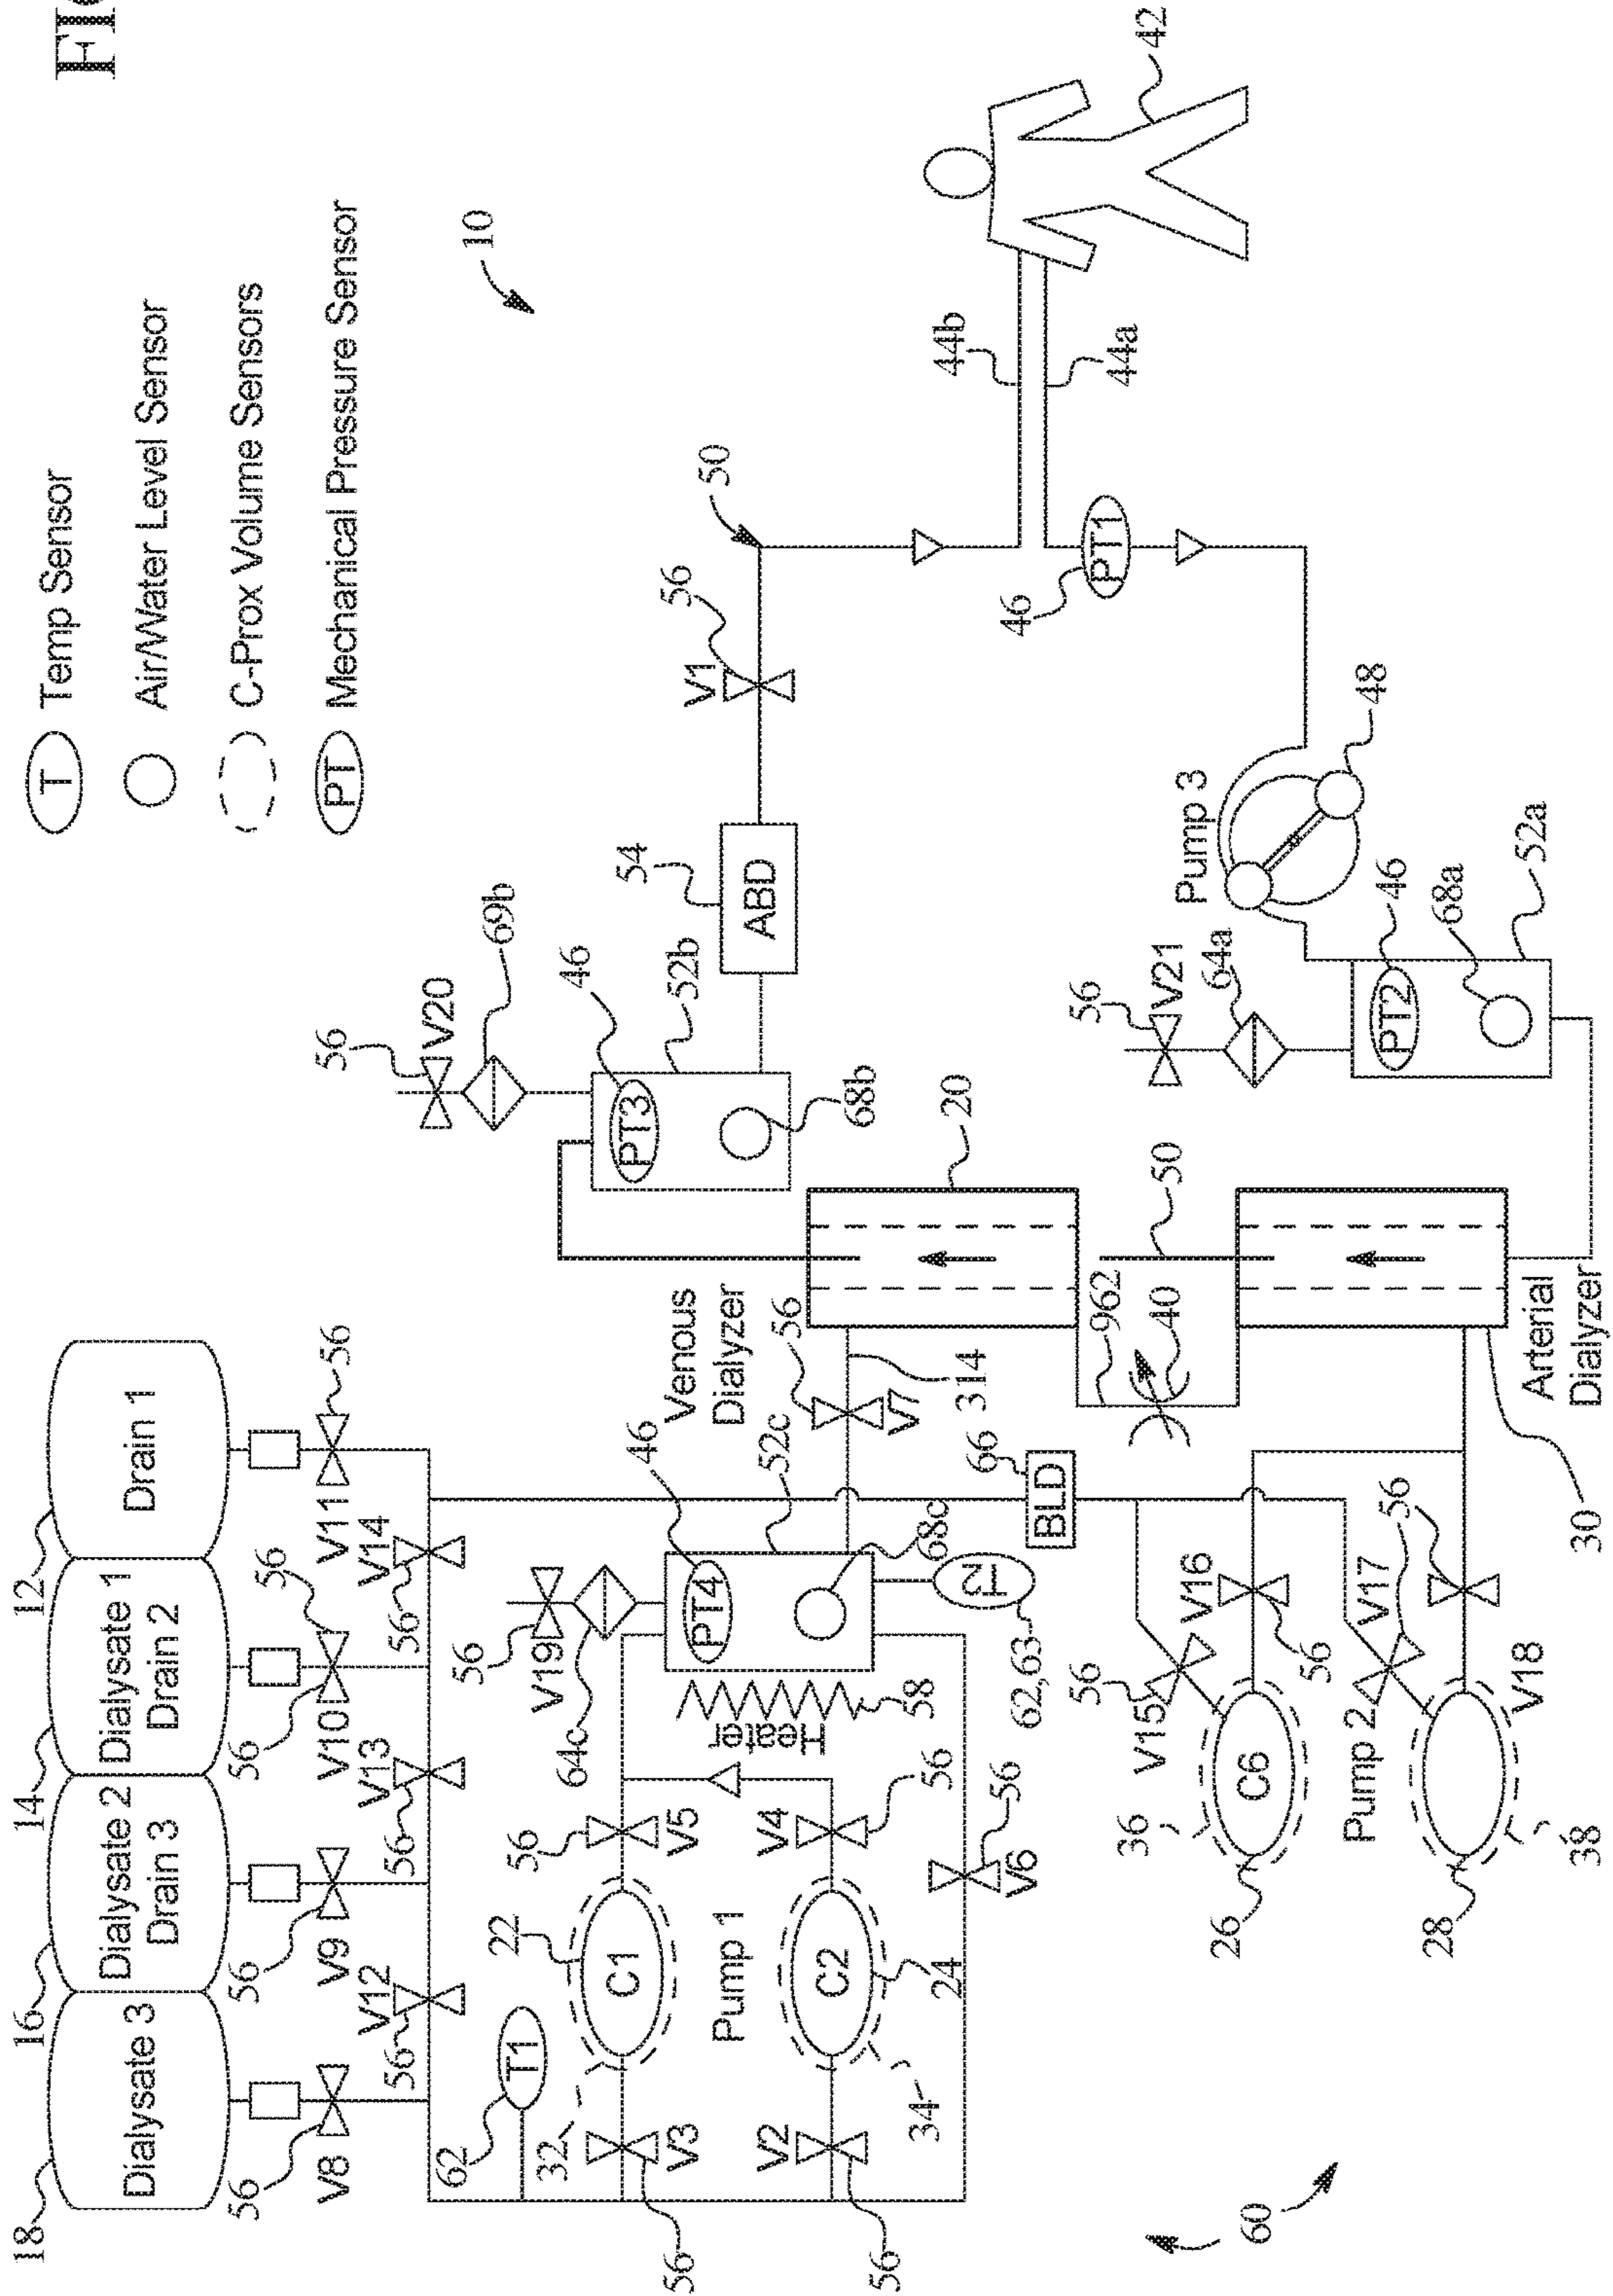 FIG
T Temp Sensor
Air/Water Level Sensor
C-Prox Volume Sensors
PT Mechanical Pressure Sensor
10
18
16
14
12
Dialysate 3
Dialysate 2
Drain 3
Dialysate 1
Drain 2
Drain 1
56
V8
56
V9
56
V10
56
V11
56
56
V12
56
V13
56
V14
62
T1
32
22
C1
V3
56
56
V5
Pump 1
V2
56
34
C2
24
V4
56
V6
56
64c
V19
56
Heater
58
46
PT4
52c
68c
T2
62,63
66
BLD
V7
56
314
Venous
Dialyzer
20
56
V20
69b
46
PT3
52b
68b
54
ABD
V1
56
50
44b
44a
42
46
PT1
Pump 3
48
56
V21
64a
46
PT2
68a
52a
50
962
40
Arterial
Dialyzer
30
36
26
C6
V15
56
V16
56
Pump 2
V17
56
28
38
V18
60